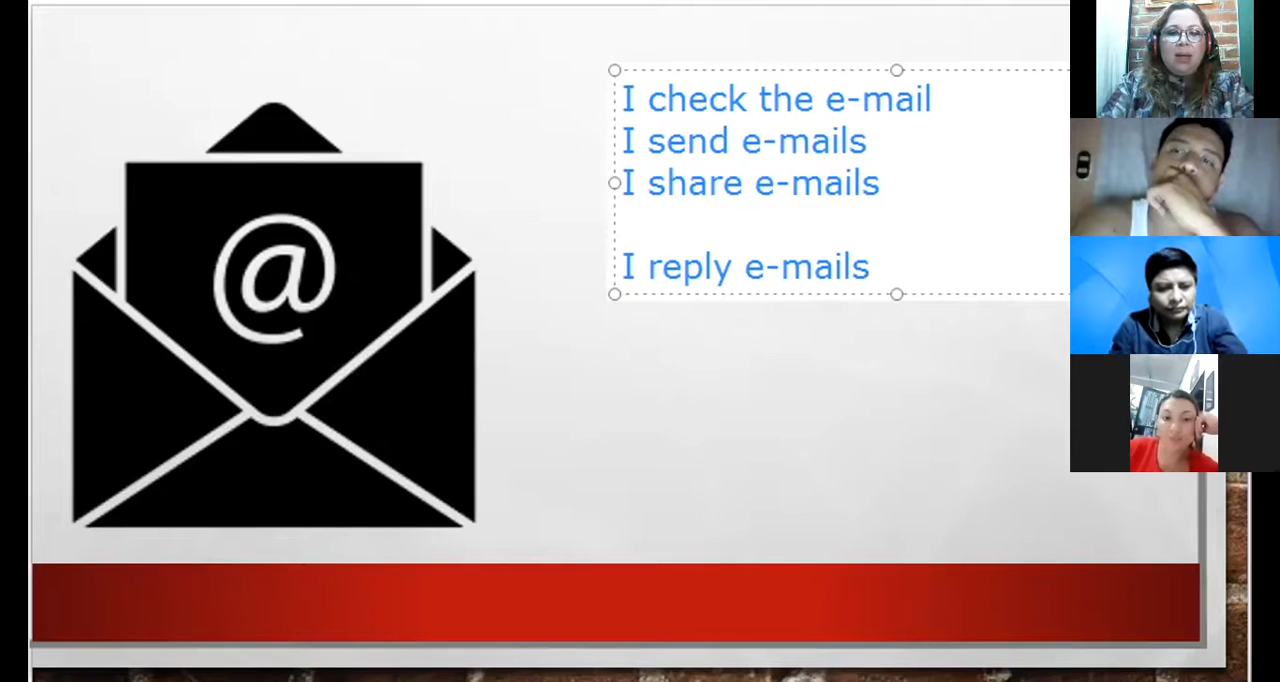 I check the e-mail
I send e-mails
I share e-mails
I reply e-mails
@